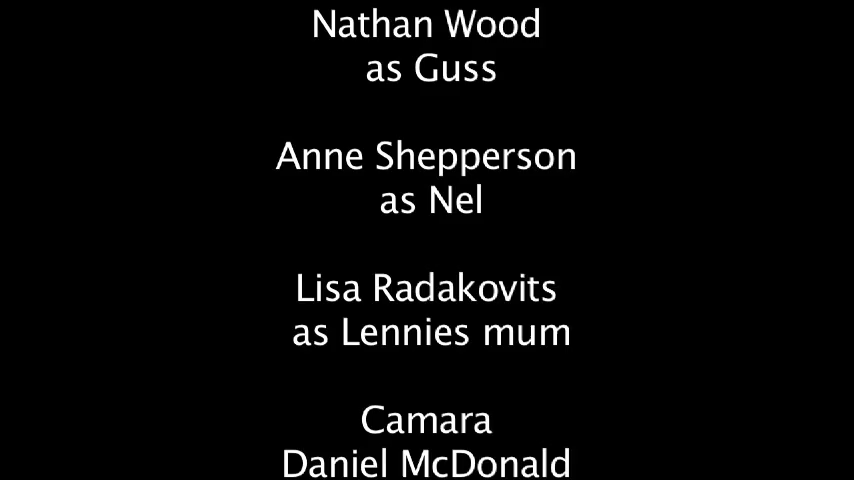 Nathan Wood
as Guss
Anne Shepperson
as Nel
Lisa Radakovits
as Lennies mum
Camara
Daniel McDonald